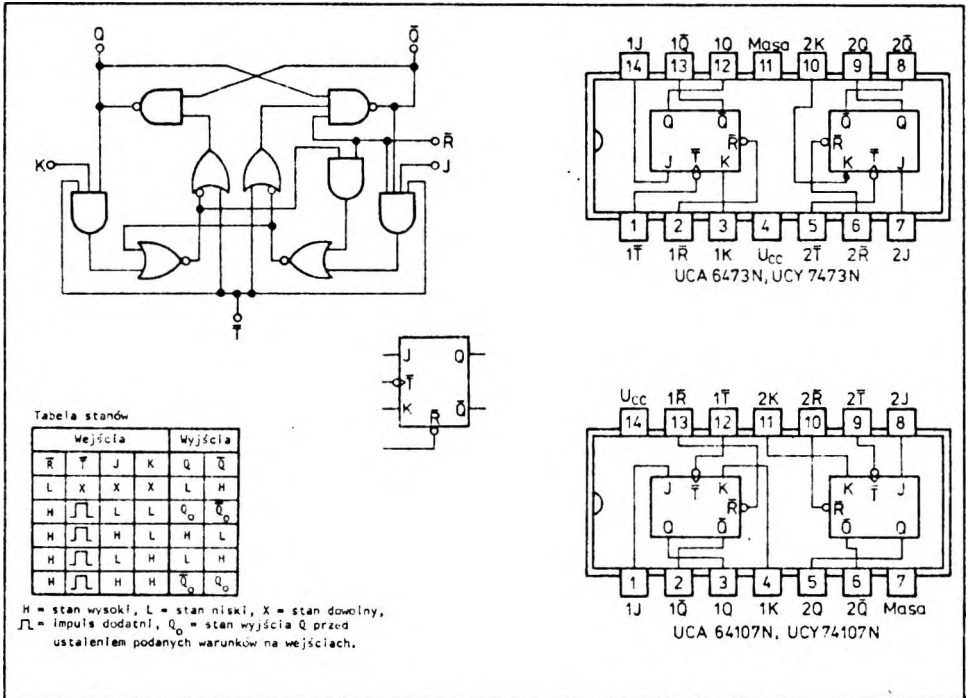 Q Q̄
R̄
K J
T̄
J Q
T̄
K R̄ Q̄
Tabela stanów
Wejścia Wyjścia
R̄ T̄ J K Q Q̄
L X X X L H
H ⎍ L L Q₀ Q̄₀
H ⎍ H L H L
H ⎍ L H L H
H ⎍ H H Q̄₀ Q₀
H = stan wysoki, L = stan niski, X = stan dowolny,
⎍ = impuls dodatni, Q₀ = stan wyjścia Q przed
ustaleniem podanych warunków na wejściach.
1J 1Q̄ 1Q Masa 2K 2Q 2Q̄
14 13 12 11 10 9 8
Q Q̄ Q̄ Q
R̄ R̄
J T̄ K K T̄ J
1 2 3 4 5 6 7
1T̄ 1R̄ 1K Ucc 2T̄ 2R̄ 2J
UCA 6473N, UCY 7473N
Ucc 1R̄ 1T̄ 2K 2R̄ 2T̄ 2J
14 13 12 11 10 9 8
J T̄ K K T̄ J
R̄ R̄
Q Q̄ Q̄ Q
1 2 3 4 5 6 7
1J 1Q̄ 1Q 1K 2Q 2Q̄ Masa
UCA 64107N, UCY 74107N